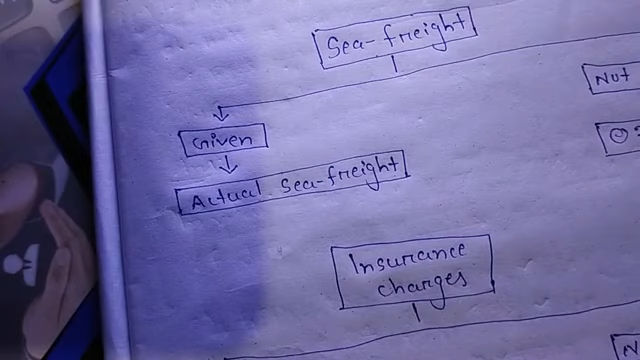 Sea-freight
Not
Given
Actual Sea-freight
Insurance
charges